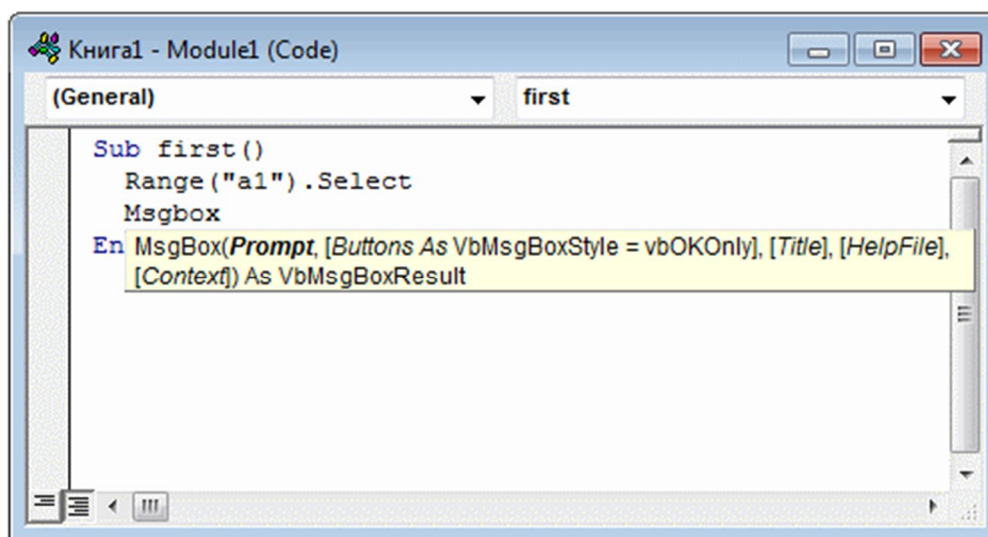 Книга1 - Module1 (Code)
(General) first
Sub first()
Range("a1").Select
Msgbox
En
MsgBox(Prompt, [Buttons As VbMsgBoxStyle = vbOKOnly], [Title], [HelpFile],
[Context]) As VbMsgBoxResult